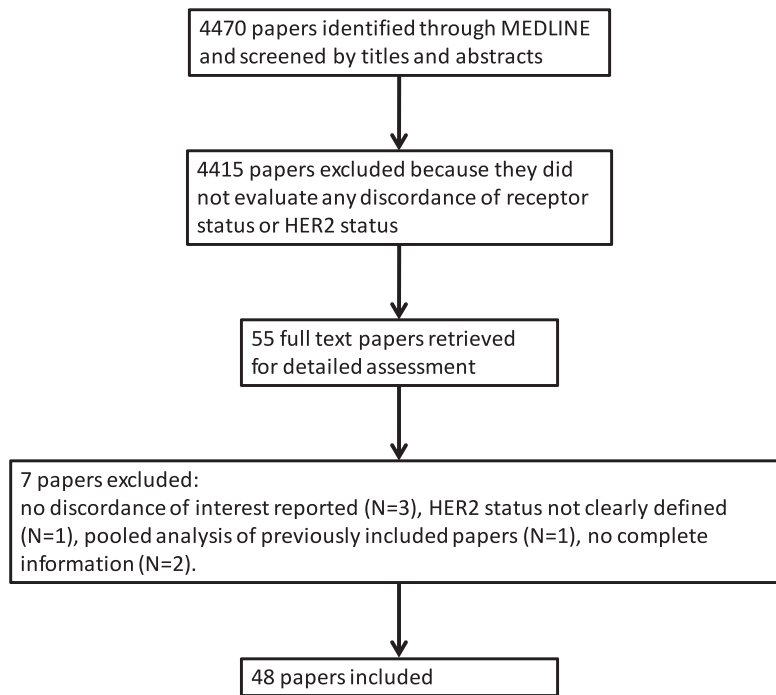 4470 papers identified through MEDLINE
and screened by titles and abstracts
4415 papers excluded because they did
not evaluate any discordance of receptor
status or HER2 status
55 full text papers retrieved
for detailed assessment
7 papers excluded:
no discordance of interest reported (N=3), HER2 status not clearly defined
(N=1), pooled analysis of previously included papers (N=1), no complete
information (N=2).
48 papers included